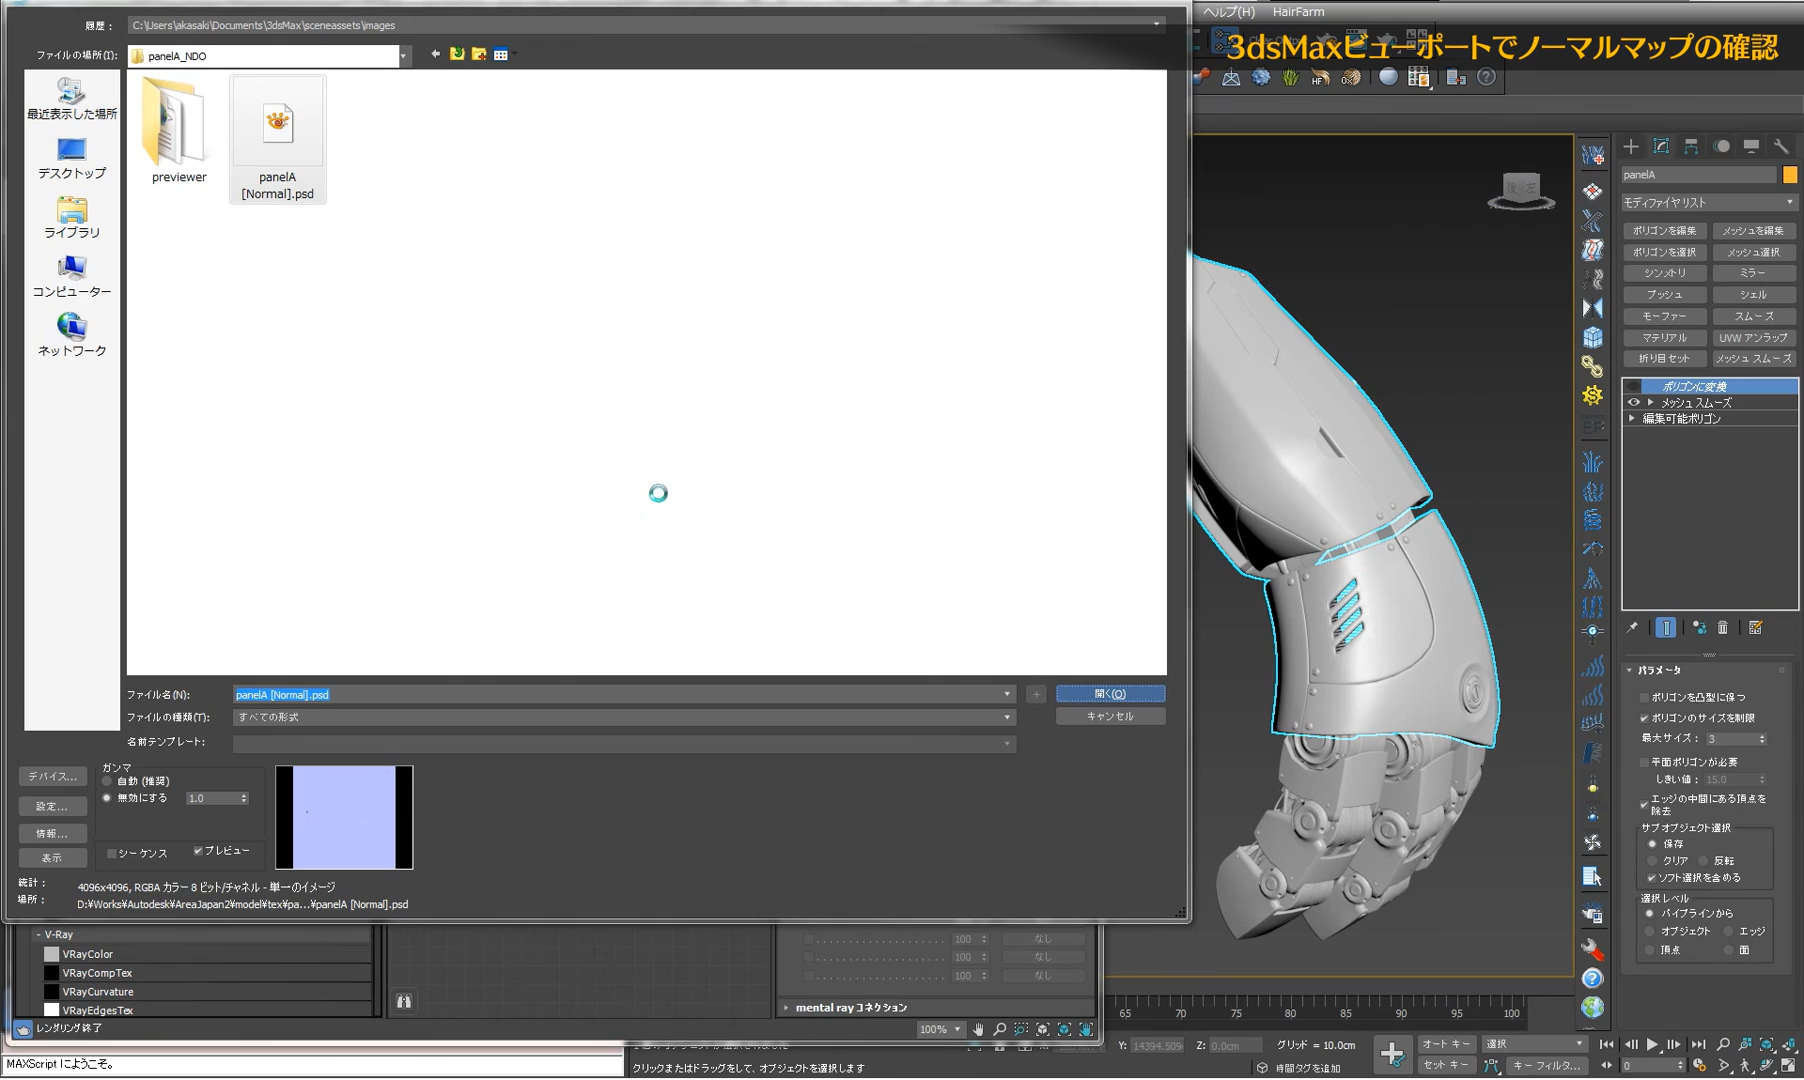 履歴：
C:\Users\akasaki\Documents\3dsMax\sceneassets\images
ヘルプ(H)
HairFarm
3dsMaxビューポートでノーマルマップの確認
ファイルの場所(I):
panelA_NDO
最近表示した場所
デスクトップ
ライブラリ
コンピューター
ネットワーク
previewer
panelA
[Normal].psd
ファイル名(N):
panelA [Normal].psd
開く(O)
ファイルの種類(T):
すべての形式
キャンセル
名前テンプレート:
デバイス...
設定...
情報...
表示
ガンマ
自動 (推奨)
無効にする
1.0
シーケンス
プレビュー
統計：
4096x4096, RGBA カラー 8 ビット/チャネル - 単一のイメージ
場所：
D:¥Works¥Autodesk¥AreaJapan2¥model¥tex¥pa...¥panelA [Normal].psd
- V-Ray
VRayColor
VRayCompTex
VRayCurvature
VRayEdgesTex
レンダリング終了
100
なし
100
なし
100
なし
mental ray コネクション
100%
MAXScript にようこそ。
クリックまたはドラッグをして、オブジェクトを選択します
後
左
panelA
モディファイヤ リスト
ポリゴンを編集
メッシュを編集
ポリゴンを選択
メッシュ選択
シンメトリ
ミラー
プッシュ
シェル
モーファー
スムーズ
マテリアル
UVW アンラップ
折り目 セット
メッシュ スムーズ
ポリゴンに変換
メッシュ スムーズ
編集可能ポリゴン
パラメータ
ポリゴンを凸型に保つ
ポリゴンのサイズを制限
最大サイズ：
3
平面ポリゴンが必要
しきい値：
15.0
エッジの中間にある頂点を
除去
サブオブジェクト選択
保存
クリア
反転
ソフト選択を含める
選択レベル
パイプラインから
オブジェクト
エッジ
頂点
面
65
70
75
80
85
90
95
100
Y:
14394.509
Z:
0.0cm
グリッド = 10.0cm
時間タグを追加
オート キー
選択
セット キー
キー フィルタ...
0